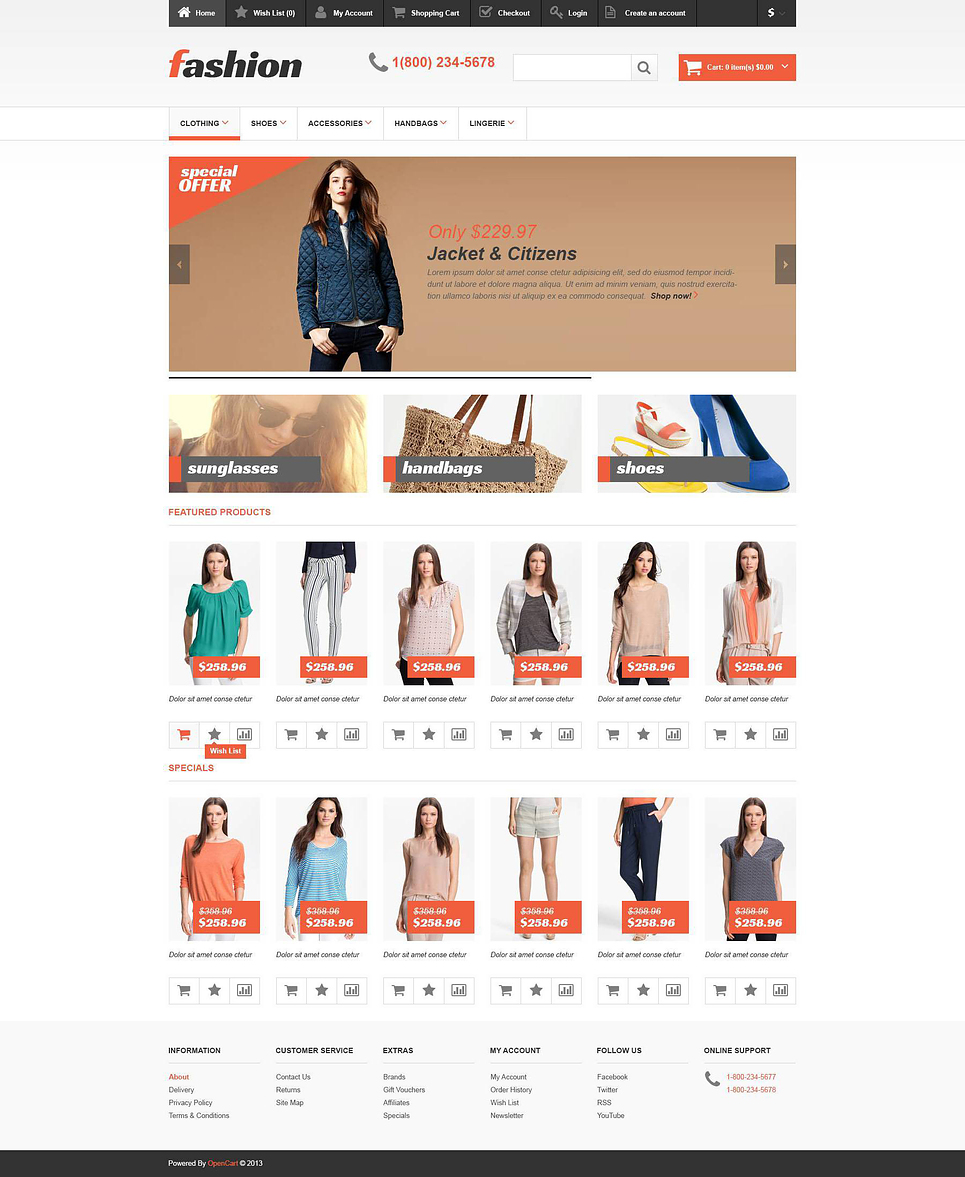 Home Wish List (0) My Account Shopping Cart Checkout Login Create an account $
fashion
1(800) 234-5678
Cart: 0 item(s) $0.00
CLOTHING SHOES ACCESSORIES HANDBAGS LINGERIE
special
OFFER
Only $229.97
Jacket & Citizens
Lorem ipsum dolor sit amet conse ctetur adipisicing elit, sed do eiusmod tempor incidi-
dunt ut labore et dolore magna aliqua. Ut enim ad minim veniam, quis nostrud exercita-
tion ullamco laboris nisi ut aliquip ex ea commodo consequat. Shop now!
sunglasses handbags shoes
FEATURED PRODUCTS
$258.96 $258.96 $258.96 $258.96 $258.96 $258.96
Dolor sit amet conse ctetur Dolor sit amet conse ctetur Dolor sit amet conse ctetur Dolor sit amet conse ctetur Dolor sit amet conse ctetur Dolor sit amet conse ctetur
Wish List
SPECIALS
$358.96 $358.96 $358.96 $358.96 $358.96 $358.96
$258.96 $258.96 $258.96 $258.96 $258.96 $258.96
Dolor sit amet conse ctetur Dolor sit amet conse ctetur Dolor sit amet conse ctetur Dolor sit amet conse ctetur Dolor sit amet conse ctetur Dolor sit amet conse ctetur
INFORMATION
About
Delivery
Privacy Policy
Terms & Conditions
CUSTOMER SERVICE
Contact Us
Returns
Site Map
EXTRAS
Brands
Gift Vouchers
Affiliates
Specials
MY ACCOUNT
My Account
Order History
Wish List
Newsletter
FOLLOW US
Facebook
Twitter
RSS
YouTube
ONLINE SUPPORT
1-800-234-5677
1-800-234-5678
Powered By OpenCart © 2013